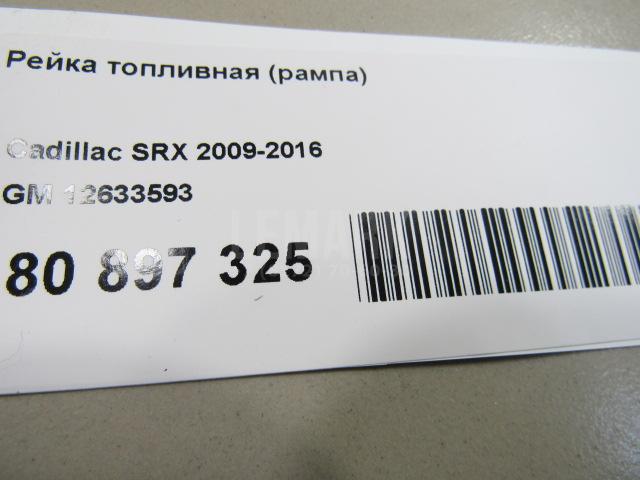 Рейка топливная (рампа)
Cadillac SRX 2009-2016
GM 12633593
80 897 325